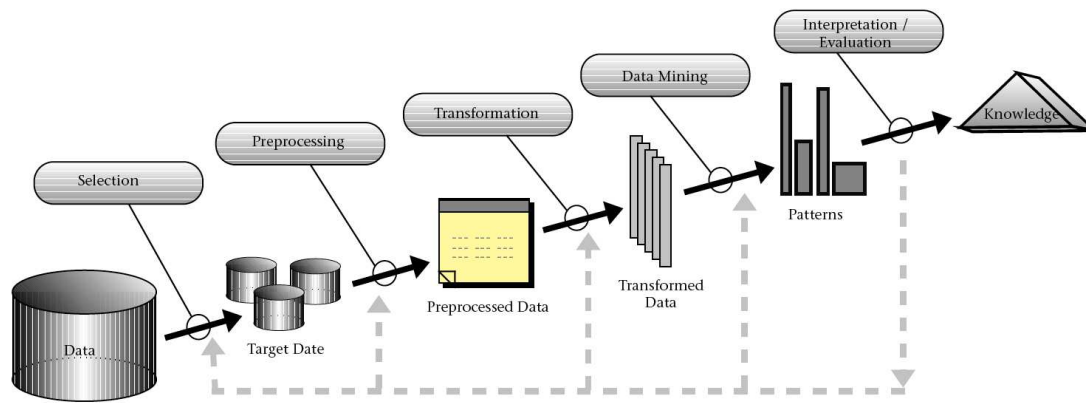 Interpretation /
Evaluation
Data Mining
Transformation
Preprocessing
Selection
Data
Target Date
Preprocessed Data
Transformed
Data
Patterns
Knowledge